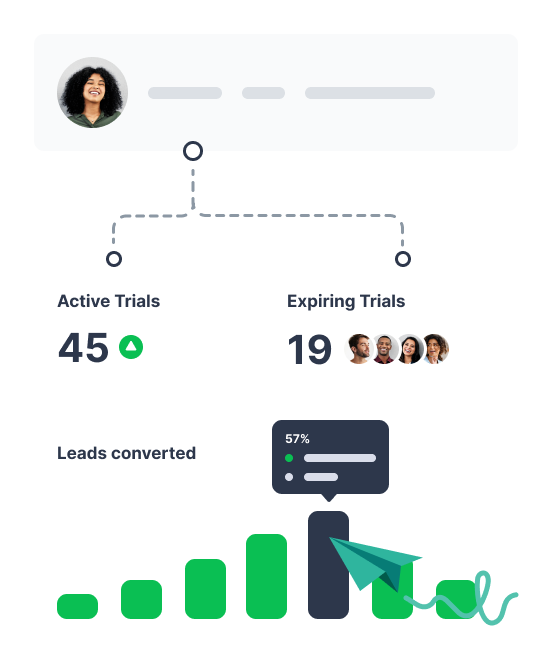 Active Trials
Expiring Trials
45
19
Leads converted
57%